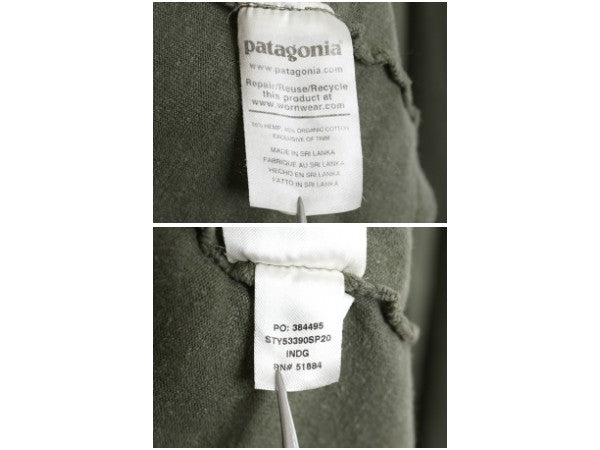 patagonia®
www.patagonia.com
Repair/Reuse/Recycle
this product at
www.wornwear.com
HEMP, ORGANIC COTTON
EXCLUSIVE OF TRIM
MADE IN SRI LANKA
FABRIQUE AU SRI LANKA
HECHO EN SRI LANKA
FATTO IN SRI LANKA
PO: 384495
STY53390SP20
INDG
RN# 51884